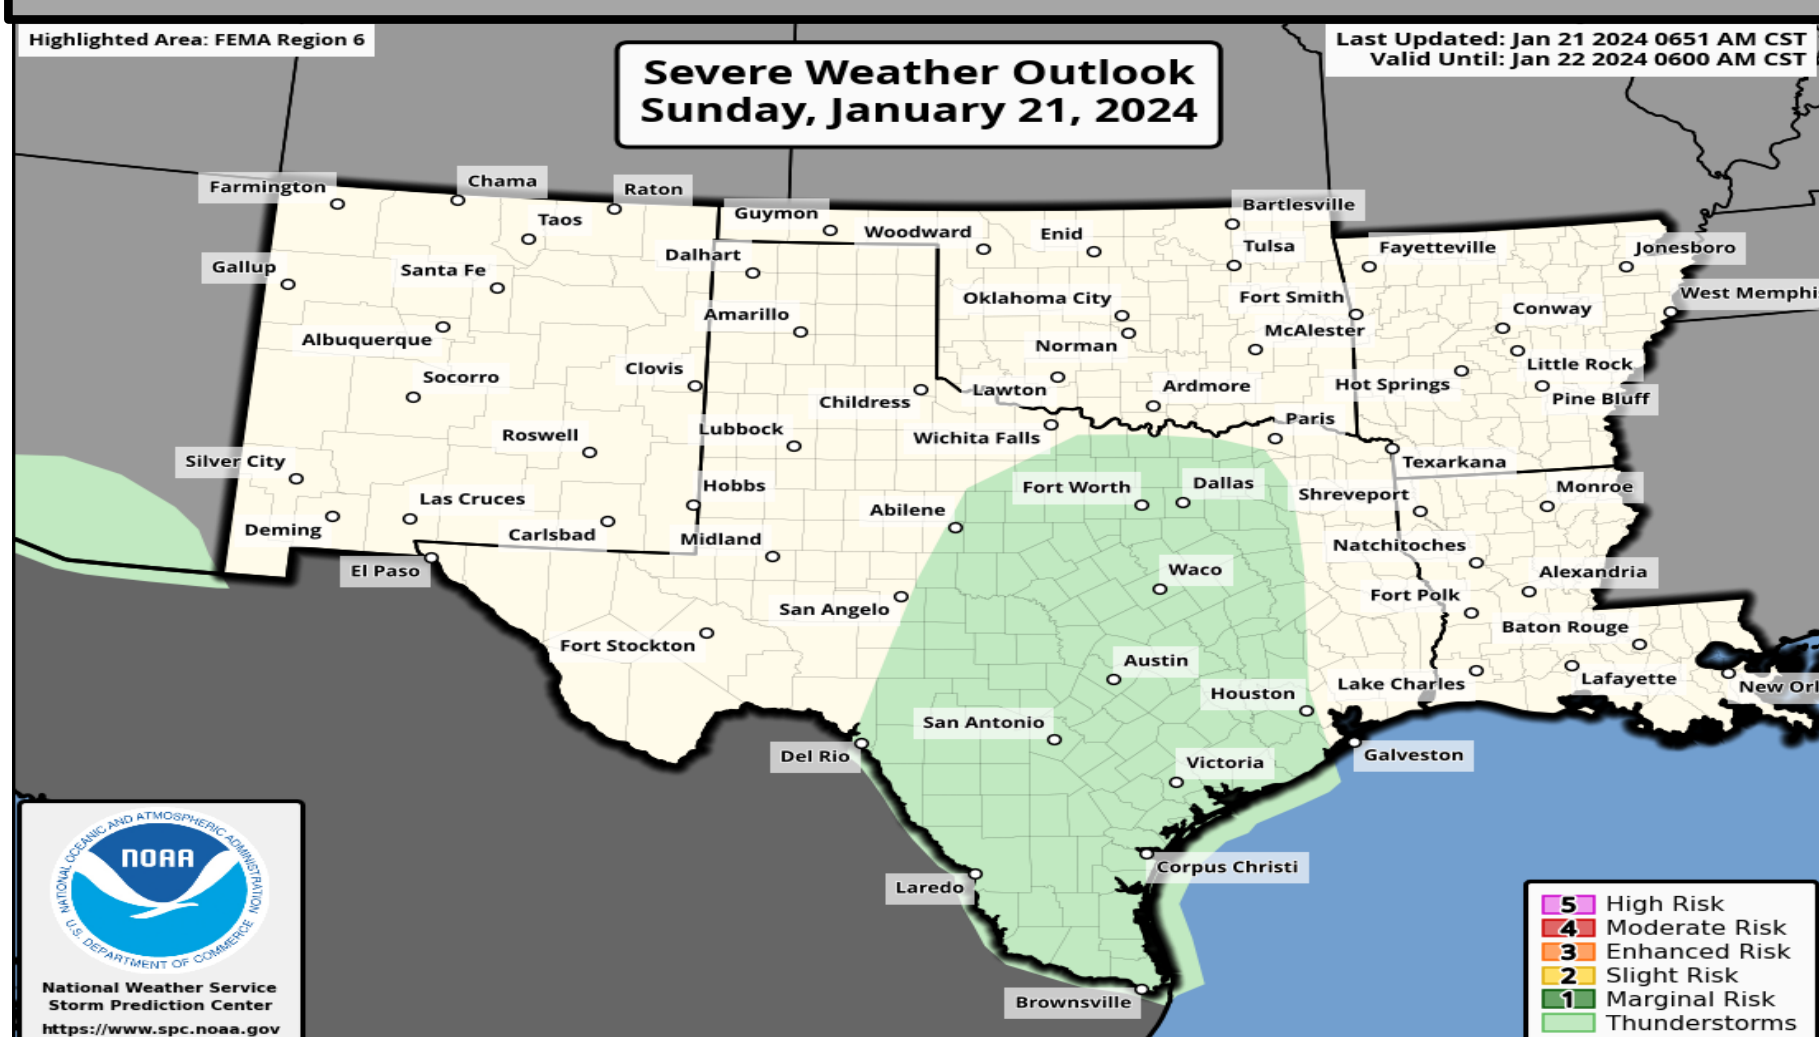 Highlighted Area: FEMA Region 6
Last Updated: Jan 21 2024 0651 AM CST
Valid Until: Jan 22 2024 0600 AM CST
Severe Weather Outlook
Sunday, January 21, 2024
Farmington
Chama
Raton
Taos
Guymon
Woodward
Enid
Bartlesville
Tulsa
Fayetteville
Jonesboro
Gallup
Santa Fe
Dalhart
Oklahoma City
Fort Smith
Conway
West Memphi
Albuquerque
Amarillo
Norman
McAlester
Little Rock
Socorro
Clovis
Childress
Lawton
Ardmore
Hot Springs
Pine Bluff
Roswell
Lubbock
Wichita Falls
Paris
Texarkana
Silver City
Las Cruces
Hobbs
Fort Worth
Dallas
Shreveport
Monroe
Deming
Carlsbad
Midland
Abilene
Natchitoches
El Paso
Waco
Alexandria
San Angelo
Fort Polk
Fort Stockton
Baton Rouge
Austin
Houston
Lake Charles
Lafayette
New Orl
San Antonio
Del Rio
Victoria
Galveston
Laredo
Corpus Christi
Brownsville
NATIONAL OCEANIC AND ATMOSPHERIC ADMINISTRATION
NOAA
U.S. DEPARTMENT OF COMMERCE
National Weather Service
Storm Prediction Center
https://www.spc.noaa.gov
5 High Risk
4 Moderate Risk
3 Enhanced Risk
2 Slight Risk
1 Marginal Risk
Thunderstorms